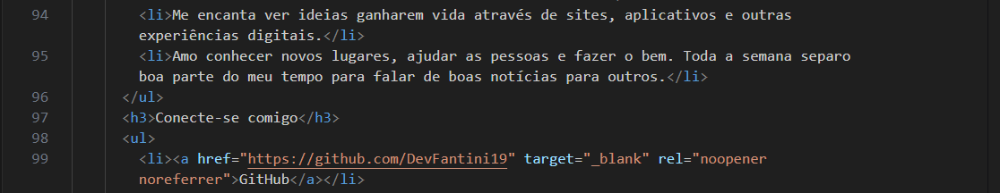 94 <li>Me encanta ver ideias ganharem vida através de sites, aplicativos e outras
experiências digitais.</li>
95 <li>Amo conhecer novos lugares, ajudar as pessoas e fazer o bem. Toda a semana separo
boa parte do meu tempo para falar de boas notícias para outros.</li>
96 </ul>
97 <h3>Conecte-se comigo</h3>
98 <ul>
99 <li><a href="https://github.com/DevFantini19" target="_blank" rel="noopener
noreferrer">GitHub</a></li>